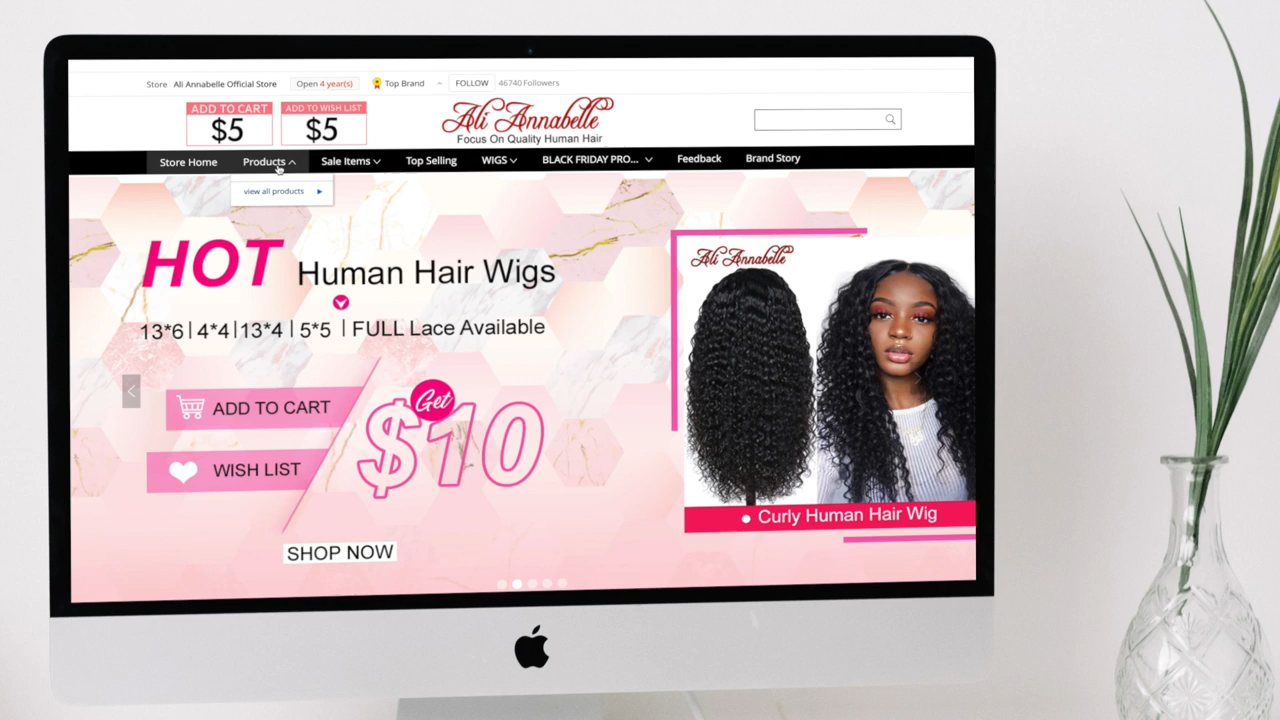 Store Ali Annabelle Official Store Open 4 year(s) Top Brand FOLLOW 46740 Followers
ADD TO CART ADD TO WISH LIST
$5 $5
Ali Annabelle
Focus On Quality Human Hair
Store Home Products Sale Items Top Selling WIGS BLACK FRIDAY PRO... Feedback Brand Story
view all products
HOT Human Hair Wigs
13*6 | 4*4 | 13*4 | 5*5 | FULL Lace Available
ADD TO CART
WISH LIST
Get
$10
SHOP NOW
Ali Annabelle
Curly Human Hair Wig